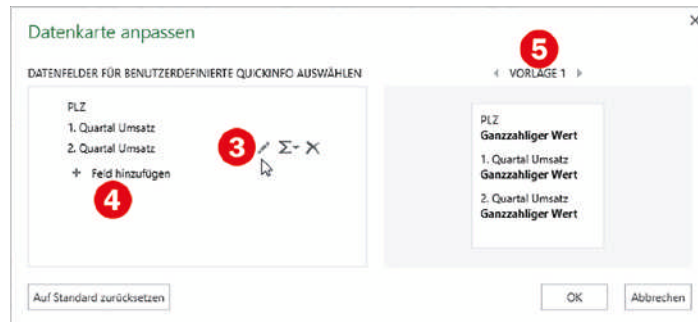 Datenkarte anpassen
5
DATENFELDER FÜR BENUTZERDEFINIERTE QUICKINFO AUSWÄHLEN
VORLAGE 1
PLZ
1. Quartal Umsatz
2. Quartal Umsatz
3
+ Feld hinzufügen
4
PLZ
Ganzzahliger Wert
1. Quartal Umsatz
Ganzzahliger Wert
2. Quartal Umsatz
Ganzzahliger Wert
Auf Standard zurücksetzen
OK
Abbrechen